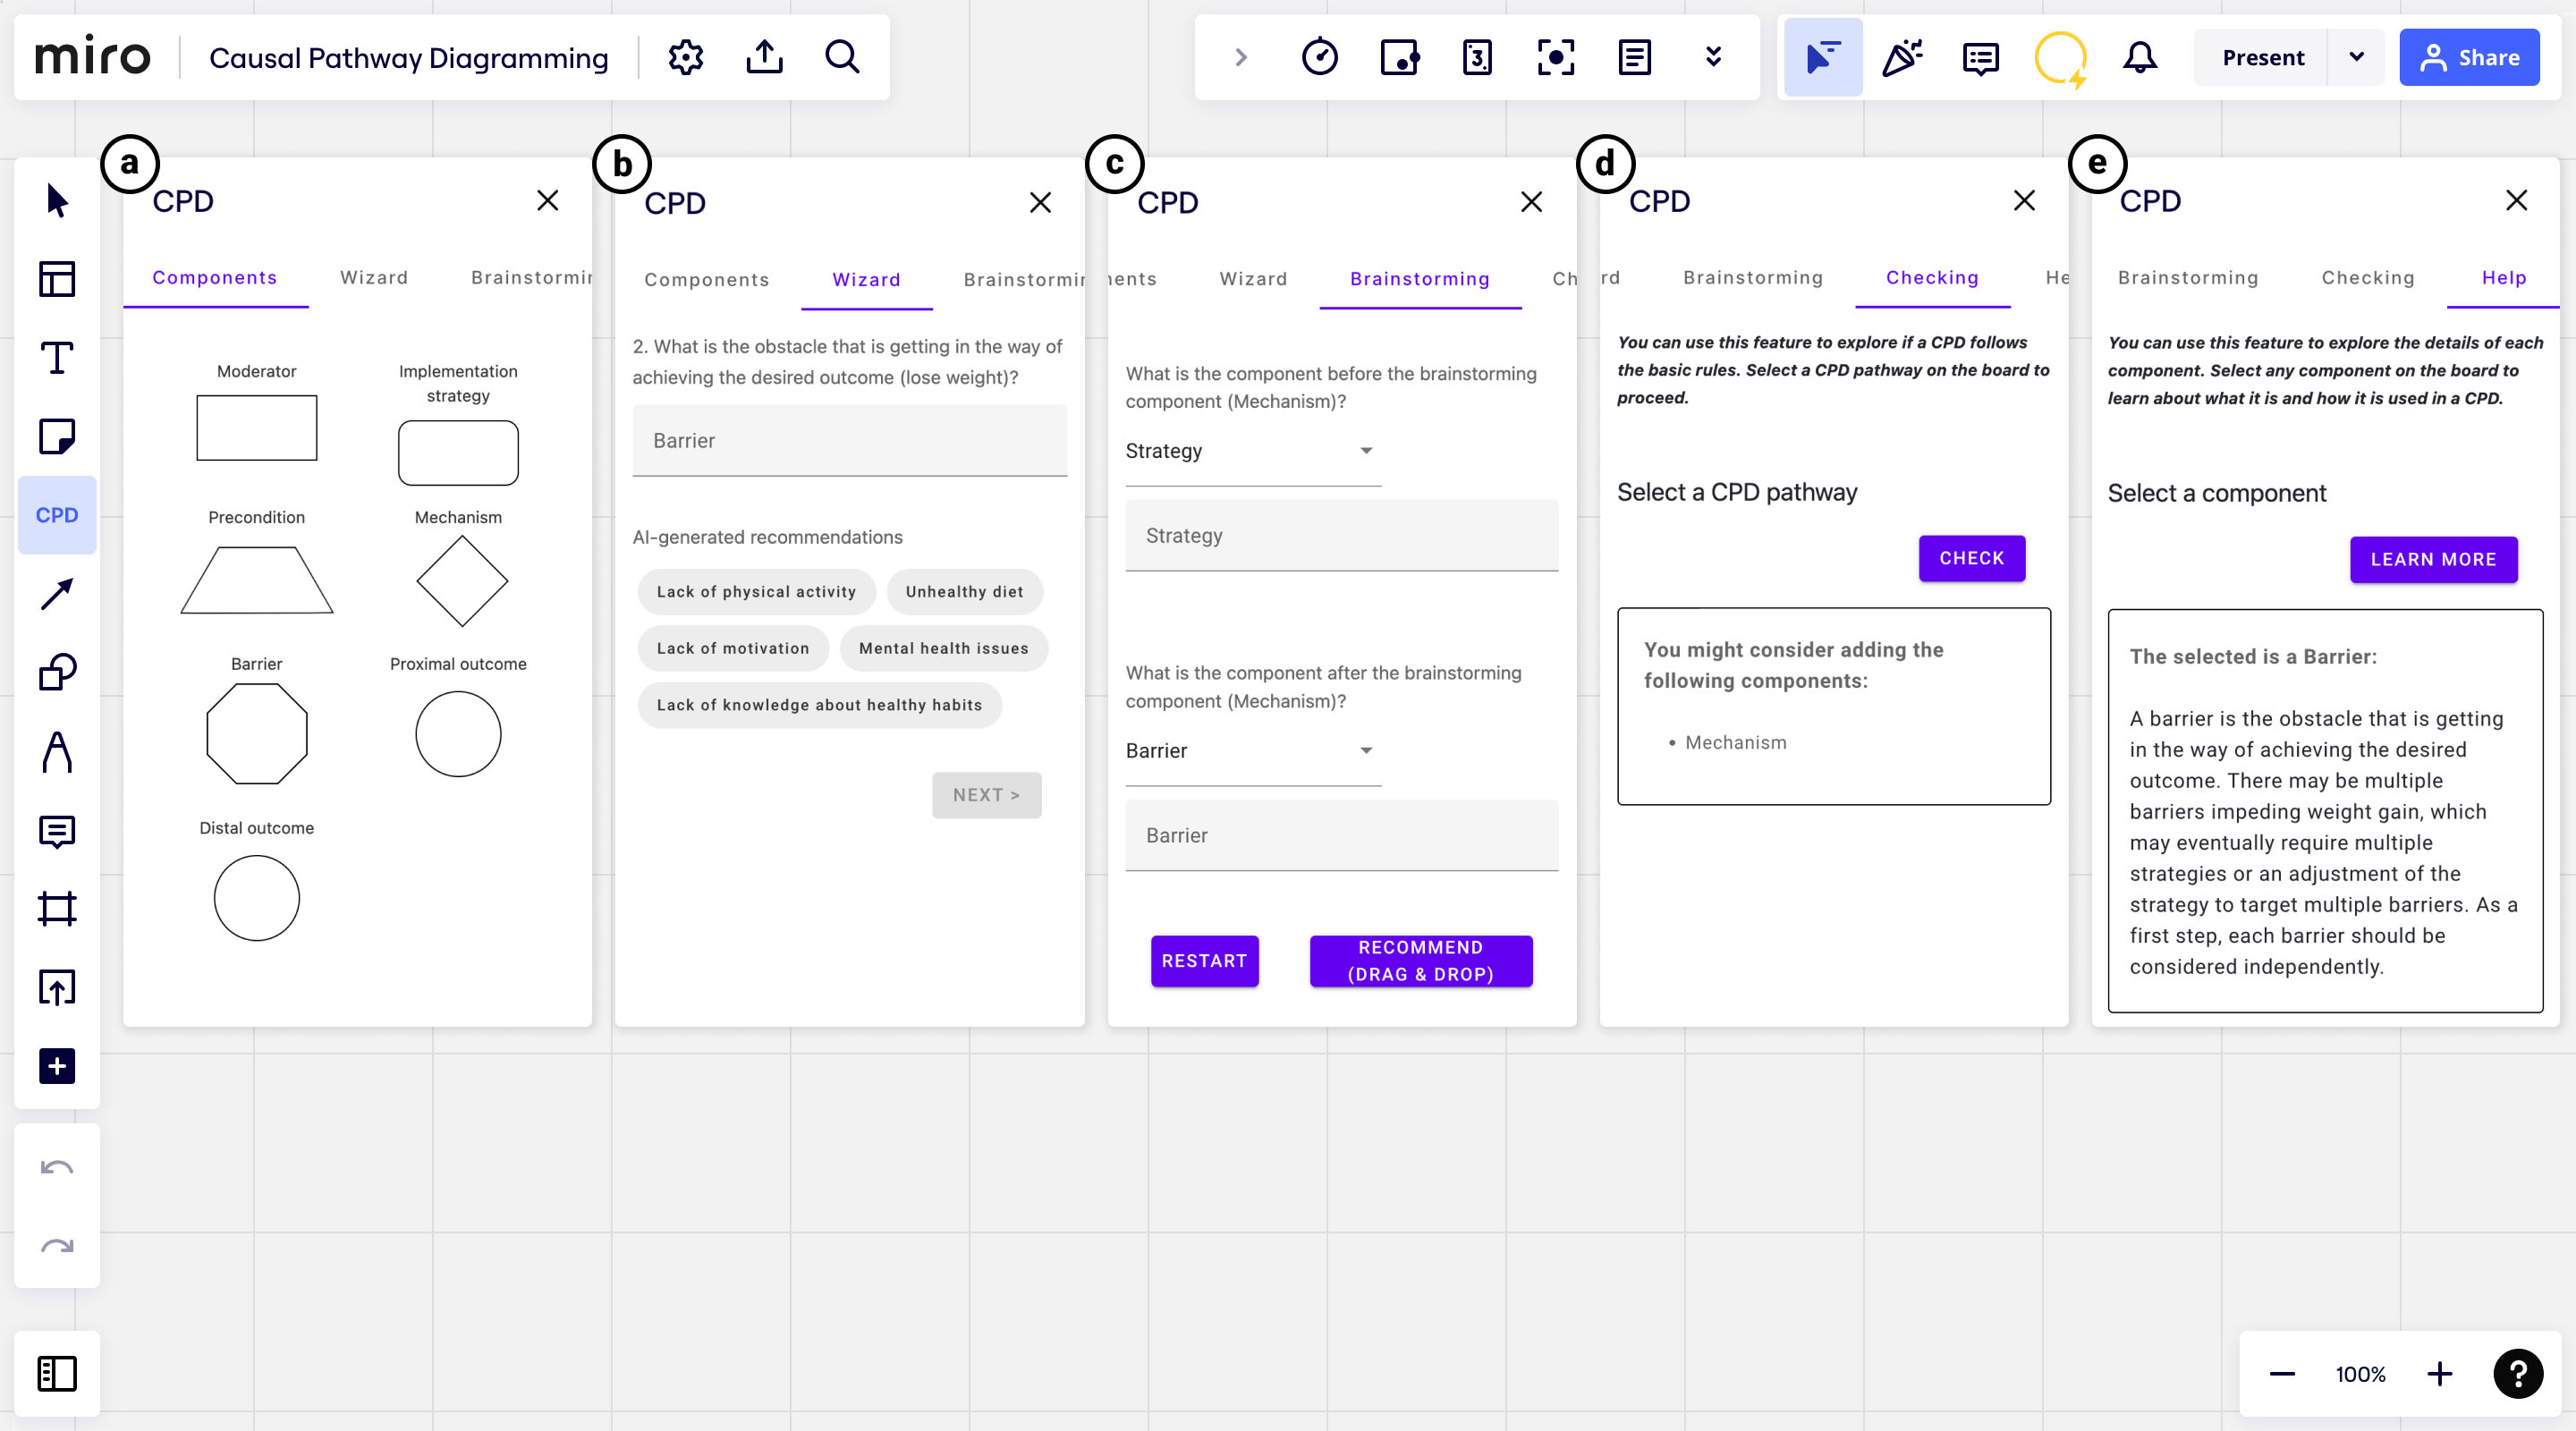 miro
Causal Pathway Diagramming
3
Present
Share
a
CPD
Components
Wizard
Brainstormin
Moderator
Implementation
strategy
Precondition
Mechanism
Barrier
Proximal outcome
Distal outcome
b
CPD
Components
Wizard
Brainstormin
2. What is the obstacle that is getting in the way of
achieving the desired outcome (lose weight)?
Barrier
AI-generated recommendations
Lack of physical activity
Unhealthy diet
Lack of motivation
Mental health issues
Lack of knowledge about healthy habits
NEXT >
c
CPD
nents
Wizard
Brainstorming
Ch
What is the component before the brainstorming
component (Mechanism)?
Strategy
Strategy
What is the component after the brainstorming
component (Mechanism)?
Barrier
Barrier
RESTART
RECOMMEND
(DRAG & DROP)
d
CPD
rd
Brainstorming
Checking
He
You can use this feature to explore if a CPD follows
the basic rules. Select a CPD pathway on the board to
proceed.
Select a CPD pathway
CHECK
You might consider adding the
following components:
• Mechanism
e
CPD
Brainstorming
Checking
Help
You can use this feature to explore the details of each
component. Select any component on the board to
learn about what it is and how it is used in a CPD.
Select a component
LEARN MORE
The selected is a Barrier:
A barrier is the obstacle that is getting
in the way of achieving the desired
outcome. There may be multiple
barriers impeding weight gain, which
may eventually require multiple
strategies or an adjustment of the
strategy to target multiple barriers. As a
first step, each barrier should be
considered independently.
CPD
100%
?